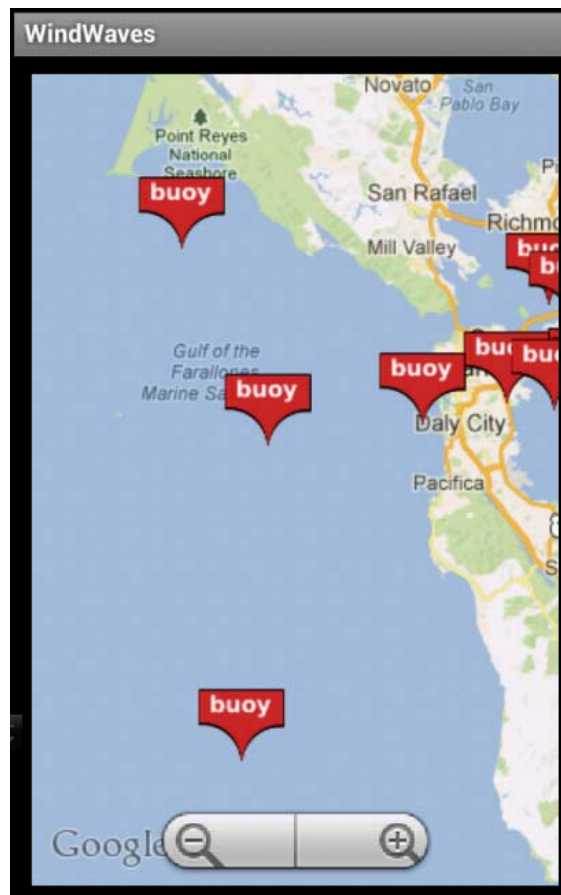 WindWaves
Novato
San
Pablo Bay
Point Reyes
National
Seashore
buoy
San Rafael
Richmo
Mill Valley
buoy
Gulf of the
Farallones
Marine Sa
buoy
buoy
Daly City
Pacifica
buoy
Google